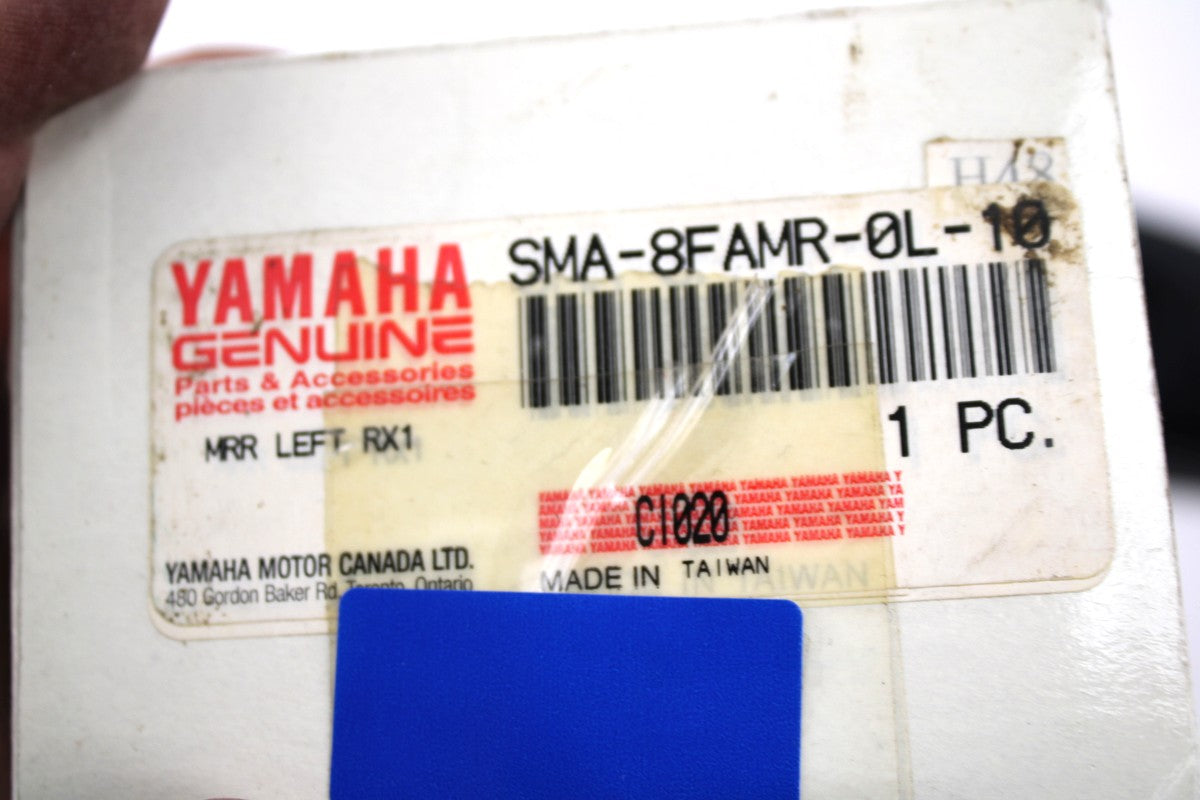 H48
SMA-8FAMR-0L-10
YAMAHA
GENUINE
Parts & Accessories
pièces et accessoires
MRR LEFT RX1
1 PC.
C1020
MADE IN TAIWAN
YAMAHA MOTOR CANADA LTD.
480 Gordon Baker Rd. Toronto, Ontario